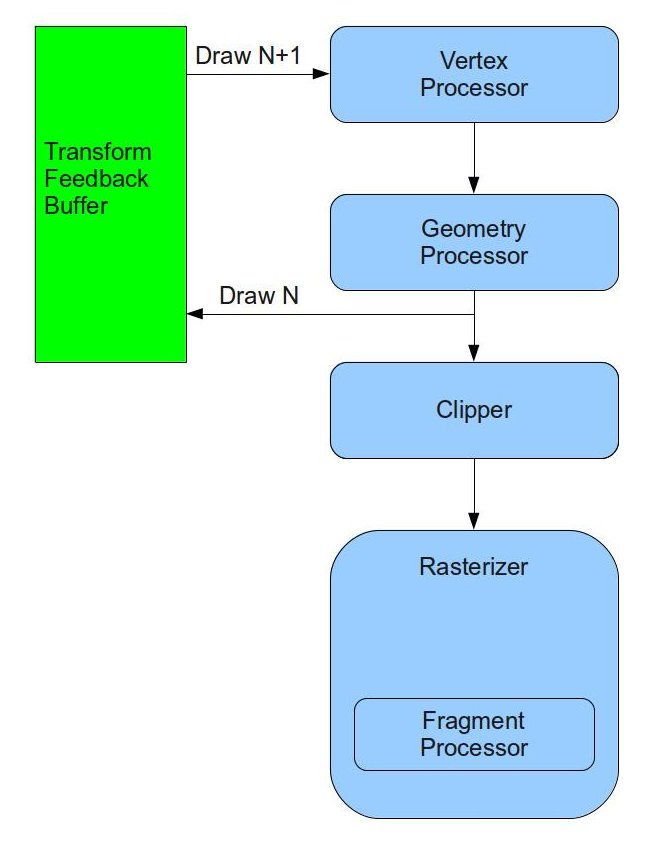 Draw N+1
Vertex
Processor
Transform
Feedback
Buffer
Geometry
Processor
Draw N
Clipper
Rasterizer
Fragment
Processor